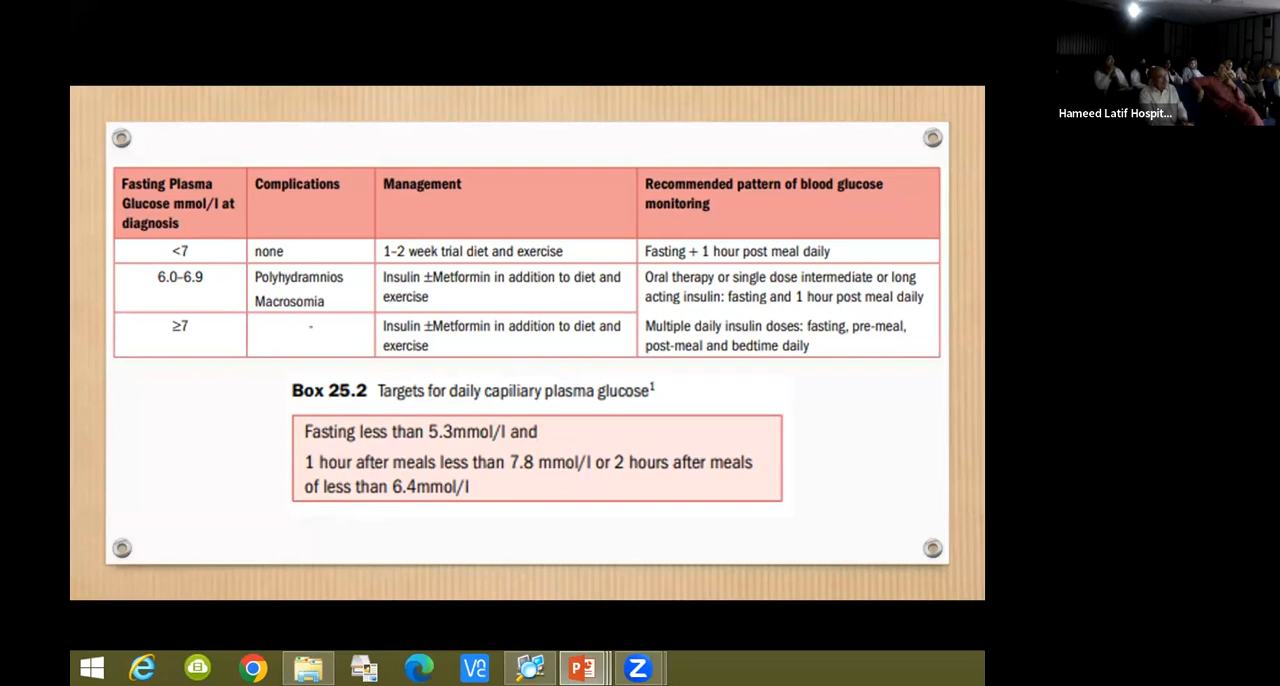 Hameed Latif Hospit...
Fasting Plasma
Glucose mmol/l at
diagnosis
Complications
Management
Recommended pattern of blood glucose
monitoring
<7
none
1–2 week trial diet and exercise
Fasting + 1 hour post meal daily
6.0–6.9
Polyhydramnios
Macrosomia
Insulin ±Metformin in addition to diet and
exercise
Oral therapy or single dose intermediate or long
acting insulin: fasting and 1 hour post meal daily
≥7
-
Insulin ±Metformin in addition to diet and
exercise
Multiple daily insulin doses: fasting, pre-meal,
post-meal and bedtime daily
Box 25.2 Targets for daily capiliary plasma glucose¹
Fasting less than 5.3mmol/l and
1 hour after meals less than 7.8 mmol/l or 2 hours after meals
of less than 6.4mmol/l